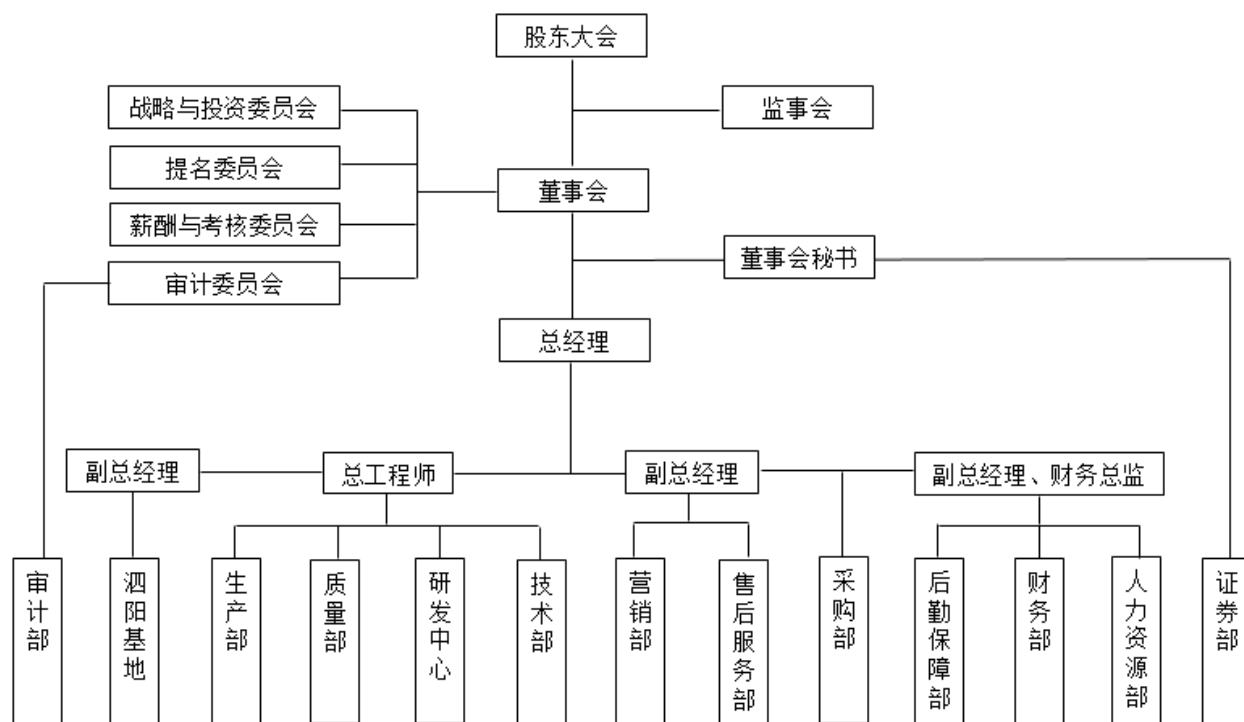 股东大会
战略与投资委员会
监事会
提名委员会
董事会
薪酬与考核委员会
董事会秘书
审计委员会
总经理
副总经理
总工程师
副总经理
副总经理、财务总监
审计部
泗阳基地
生产部
质量部
研发中心
技术部
营销部
售后服务部
采购部
后勤保障部
财务部
人力资源部
证券部